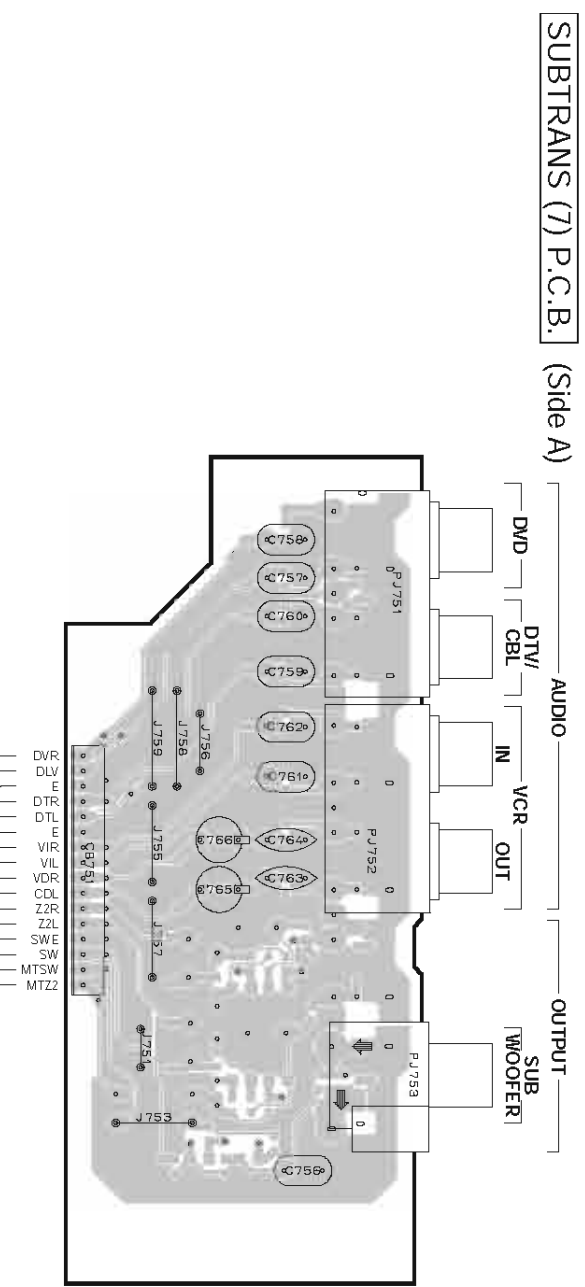 SUBTRANS (7) P.C.B. (Side A)
AUDIO
OUTPUT
DVD
DTV/
CBL
VCR
IN
OUT
SUB
WOOFER
PJ751
PJ752
PJ753
C758
C757
C760
C759
C762
C761
C766
C764
C765
C763
C756
J759
J758
J756
J755
J757
J751
J753
CB751
DVR
DLV
E
DTR
DTL
E
VIR
VIL
VDR
CDL
Z2R
Z2L
SWE
SW
MTSW
MTZ2